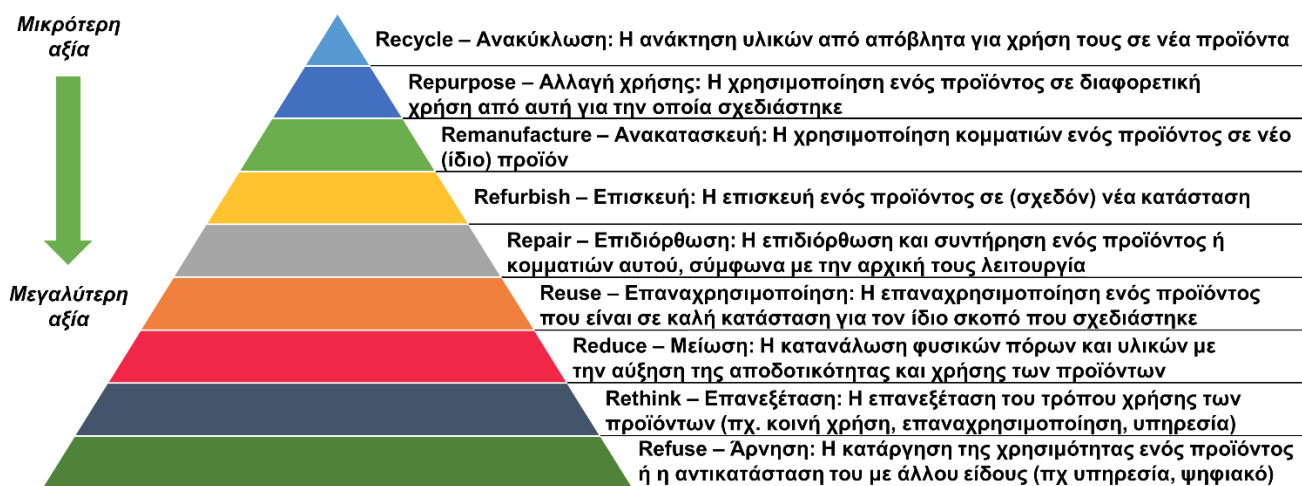 Μικρότερη
αξία
Recycle – Ανακύκλωση: Η ανάκτηση υλικών από απόβλητα για χρήση τους σε νέα προϊόντα
Repurpose – Αλλαγή χρήσης: Η χρησιμοποίηση ενός προϊόντος σε διαφορετική
χρήση από αυτή για την οποία σχεδιάστηκε
Remanufacture – Ανακατασκευή: Η χρησιμοποίηση κομματιών ενός προϊόντος σε νέο
(ίδιο) προϊόν
Refurbish – Επισκευή: Η επισκευή ενός προϊόντος σε (σχεδόν) νέα κατάσταση
Repair – Επιδιόρθωση: Η επιδιόρθωση και συντήρηση ενός προϊόντος ή
κομματιών αυτού, σύμφωνα με την αρχική τους λειτουργία
Μεγαλύτερη
αξία
Reuse – Επαναχρησιμοποίηση: Η επαναχρησιμοποίηση ενός προϊόντος
που είναι σε καλή κατάσταση για τον ίδιο σκοπό που σχεδιάστηκε
Reduce – Μείωση: Η κατανάλωση φυσικών πόρων και υλικών με
την αύξηση της αποδοτικότητας και χρήσης των προϊόντων
Rethink – Επανεξέταση: Η επανεξέταση του τρόπου χρήσης των
προϊόντων (πχ. κοινή χρήση, επαναχρησιμοποίηση, υπηρεσία)
Refuse – Άρνηση: Η κατάργηση της χρησιμότητας ενός προϊόντος
ή η αντικατάσταση του με άλλου είδους (πχ υπηρεσία, ψηφιακό)